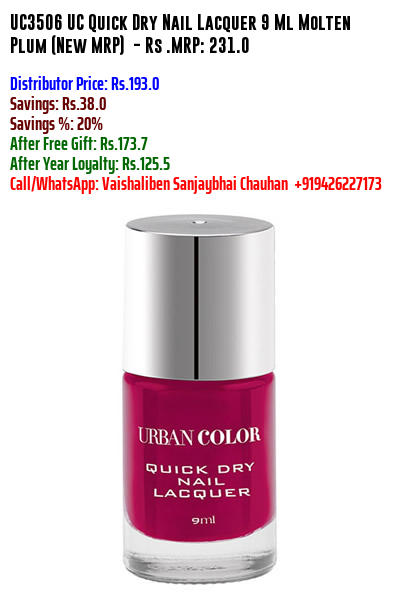 UC3506 UC Quick Dry Nail Lacquer 9 Ml Molten
Plum (New MRP) - Rs .MRP: 231.0
Distributor Price: Rs.193.0
Savings: Rs.38.0
Savings %: 20%
After Free Gift: Rs.173.7
After Year Loyalty: Rs.125.5
Call/WhatsApp: Vaishaliben Sanjaybhai Chauhan +919426227173
URBAN COLOR
QUICK DRY
NAIL
LACQUER
9ml